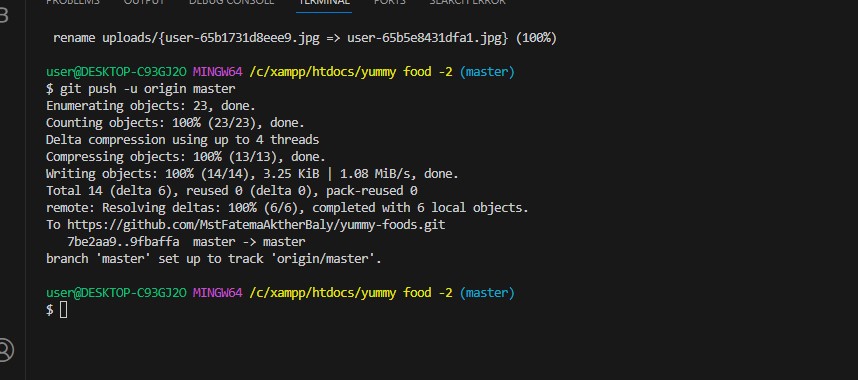 PROBLEMS OUTPUT DEBUG CONSOLE TERMINAL PORTS SEARCH ERROR
rename uploads/{user-65b1731d8eee9.jpg => user-65b5e8431dfa1.jpg} (100%)
user@DESKTOP-C93GJ2O MINGW64 /c/xampp/htdocs/yummy food -2 (master)
$ git push -u origin master
Enumerating objects: 23, done.
Counting objects: 100% (23/23), done.
Delta compression using up to 4 threads
Compressing objects: 100% (13/13), done.
Writing objects: 100% (14/14), 3.25 KiB | 1.08 MiB/s, done.
Total 14 (delta 6), reused 0 (delta 0), pack-reused 0
remote: Resolving deltas: 100% (6/6), completed with 6 local objects.
To https://github.com/MstFatemaAktherBaly/yummy-foods.git
7be2aa9..9fbaffa master -> master
branch 'master' set up to track 'origin/master'.
user@DESKTOP-C93GJ2O MINGW64 /c/xampp/htdocs/yummy food -2 (master)
$